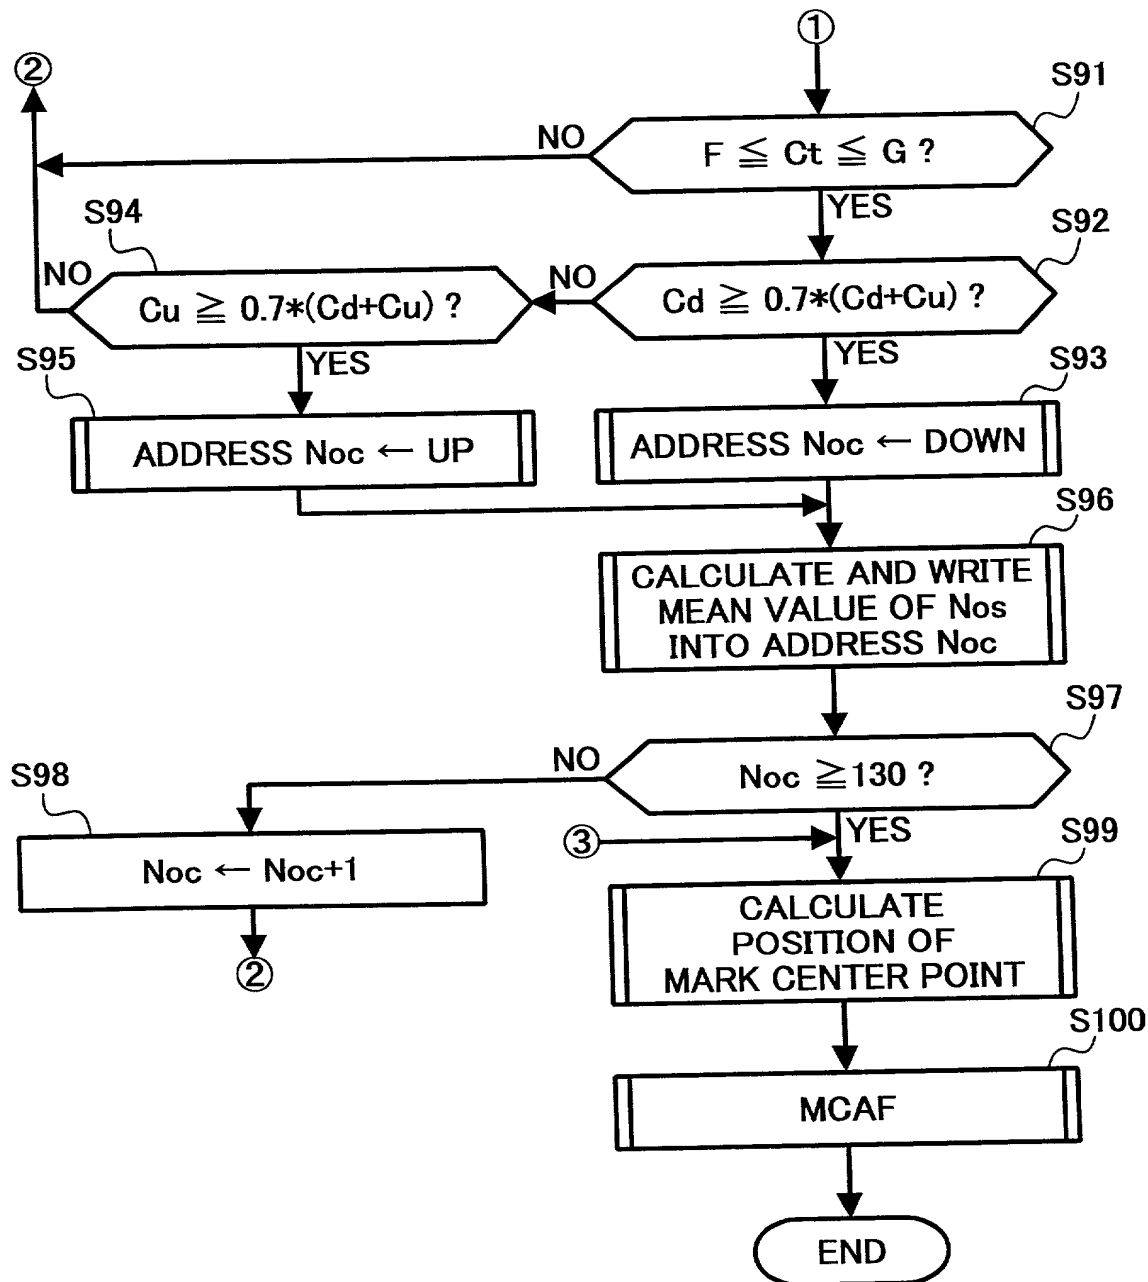 ①
②
S91
NO
F ≦ Ct ≦ G ?
YES
S94
S92
NO
Cu ≧ 0.7*(Cd+Cu) ?
NO
Cd ≧ 0.7*(Cd+Cu) ?
S95
YES
YES
S93
ADDRESS Noc ← UP
ADDRESS Noc ← DOWN
S96
CALCULATE AND WRITE
MEAN VALUE OF Nos
INTO ADDRESS Noc
S97
NO
Noc ≧130 ?
S98
YES
③
S99
Noc ← Noc+1
CALCULATE
POSITION OF
MARK CENTER POINT
②
S100
MCAF
END